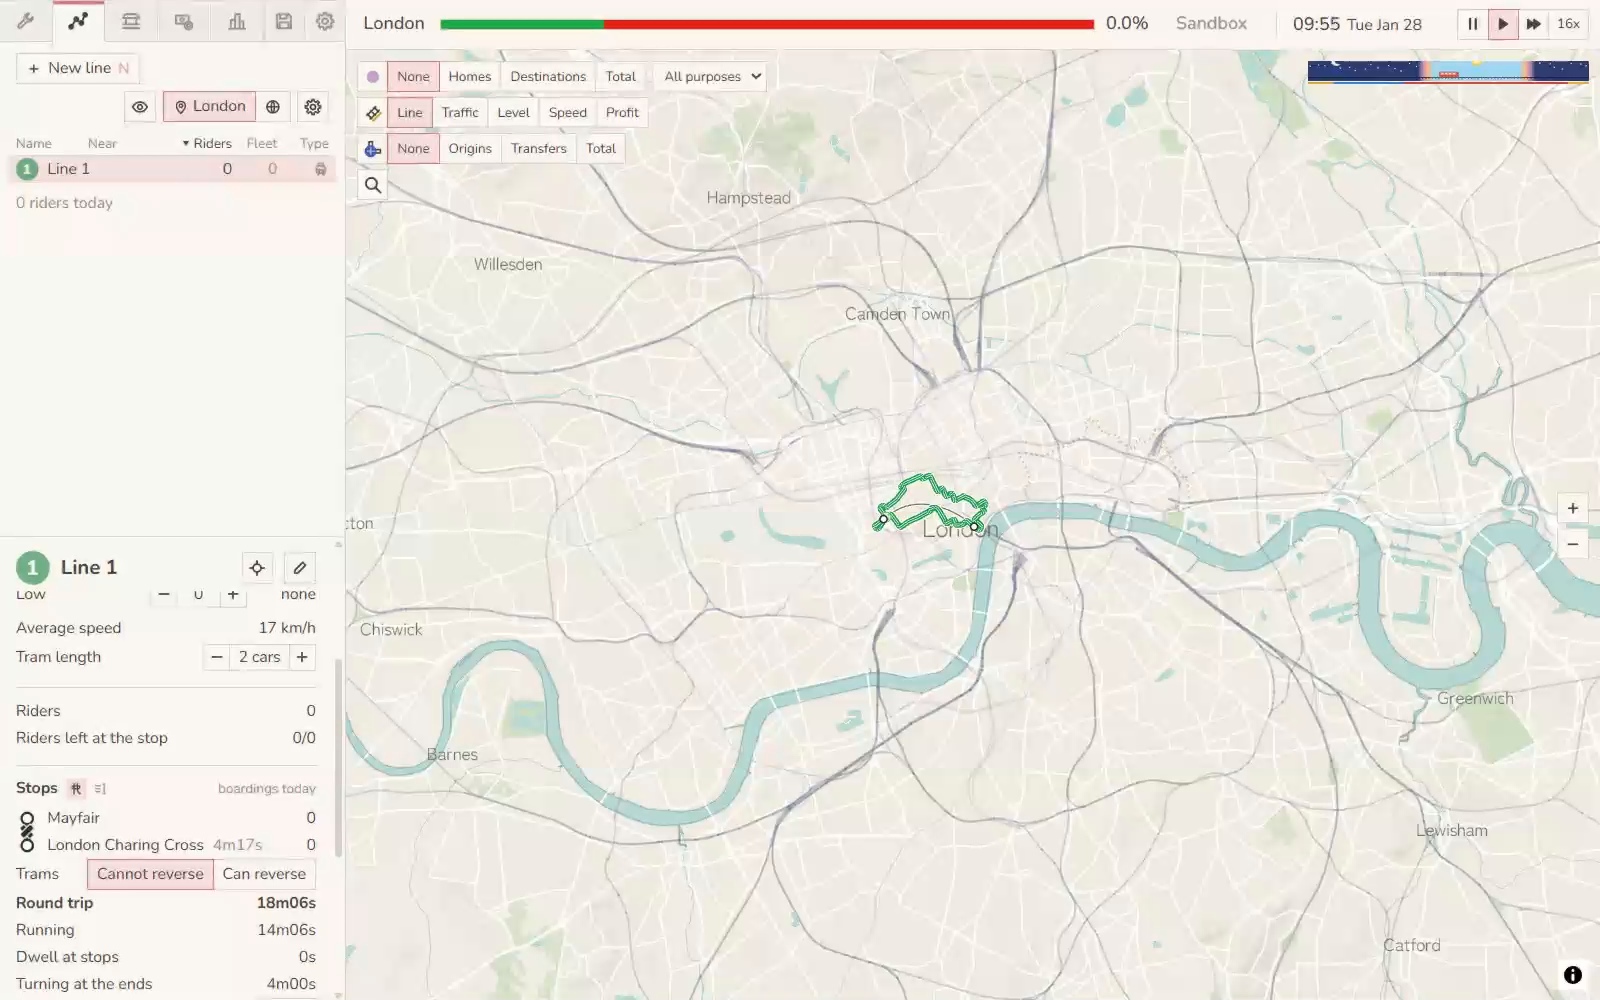 London
0.0%
Sandbox
09:55 Tue Jan 28
16x
+ New line N
London
Name Near ▾ Riders Fleet Type
1 Line 1 0 0
0 riders today
None Homes Destinations Total All purposes
Line Traffic Level Speed Profit
None Origins Transfers Total
Hampstead
Willesden
Camden Town
London
Chiswick
Barnes
Greenwich
Lewisham
Catford
+
−
1 Line 1
Low − 0 + none
Average speed 17 km/h
Tram length − 2 cars +
Riders 0
Riders left at the stop 0/0
Stops boardings today
Mayfair 0
London Charing Cross 4m17s 0
Trams Cannot reverse Can reverse
Round trip 18m06s
Running 14m06s
Dwell at stops 0s
Turning at the ends 4m00s